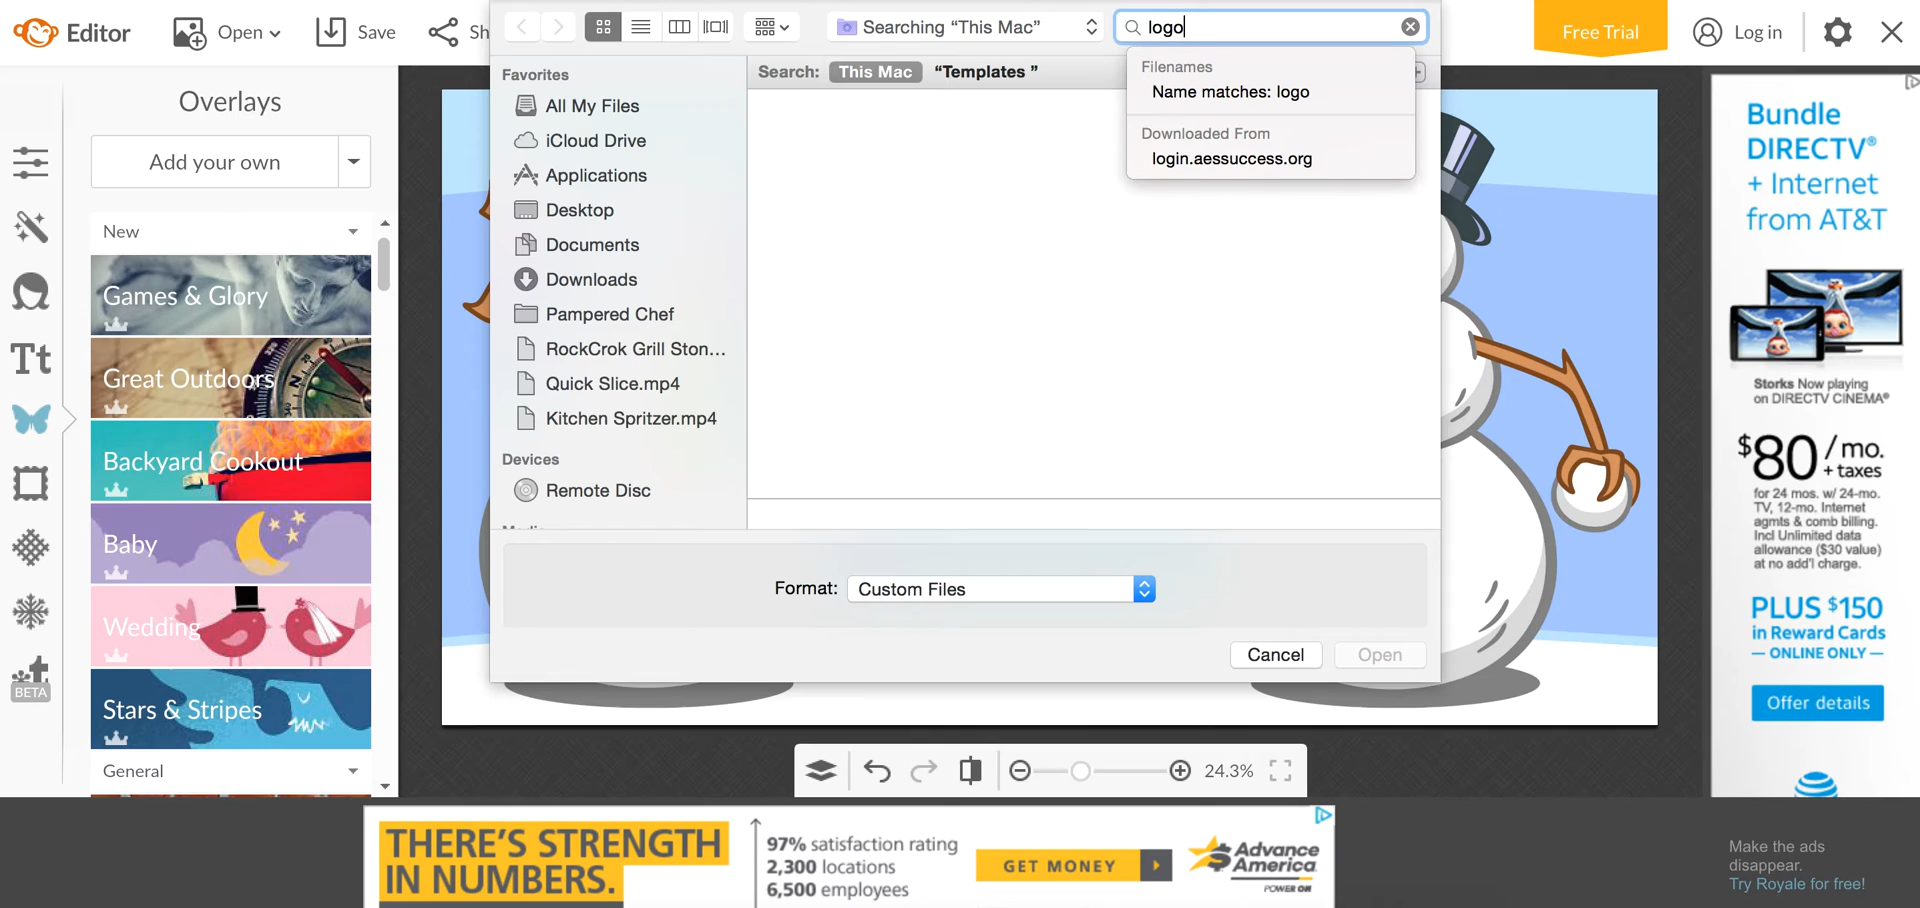 Editor
Open
Save
Sh
Searching “This Mac”
logo
Free Trial
Log in
Filenames
Name matches: logo
Downloaded From
login.aessuccess.org
Search: This Mac “Templates ”
Favorites
All My Files
iCloud Drive
Applications
Desktop
Documents
Downloads
Pampered Chef
RockCrok Grill Ston...
Quick Slice.mp4
Kitchen Spritzer.mp4
Devices
Remote Disc
Format: Custom Files
Cancel
Open
Overlays
Add your own
New
Games & Glory
Great Outdoors
Backyard Cookout
Baby
Wedding
Stars & Stripes
General
Tt
BETA
24.3%
Bundle
DIRECTV®
+ Internet
from AT&T
Storks Now playing
on DIRECTV CINEMA®
$80/mo.
+ taxes
for 24 mos. w/ 24-mo.
TV, 12-mo. Internet
agmts & comb billing.
Incl Unlimited data
allowance ($30 value)
at no add'l charge.
PLUS $150
in Reward Cards
— ONLINE ONLY —
Offer details
THERE'S STRENGTH
IN NUMBERS.
97% satisfaction rating
2,300 locations
6,500 employees
GET MONEY
Advance
America
POWER ON
Make the ads
disappear.
Try Royale for free!